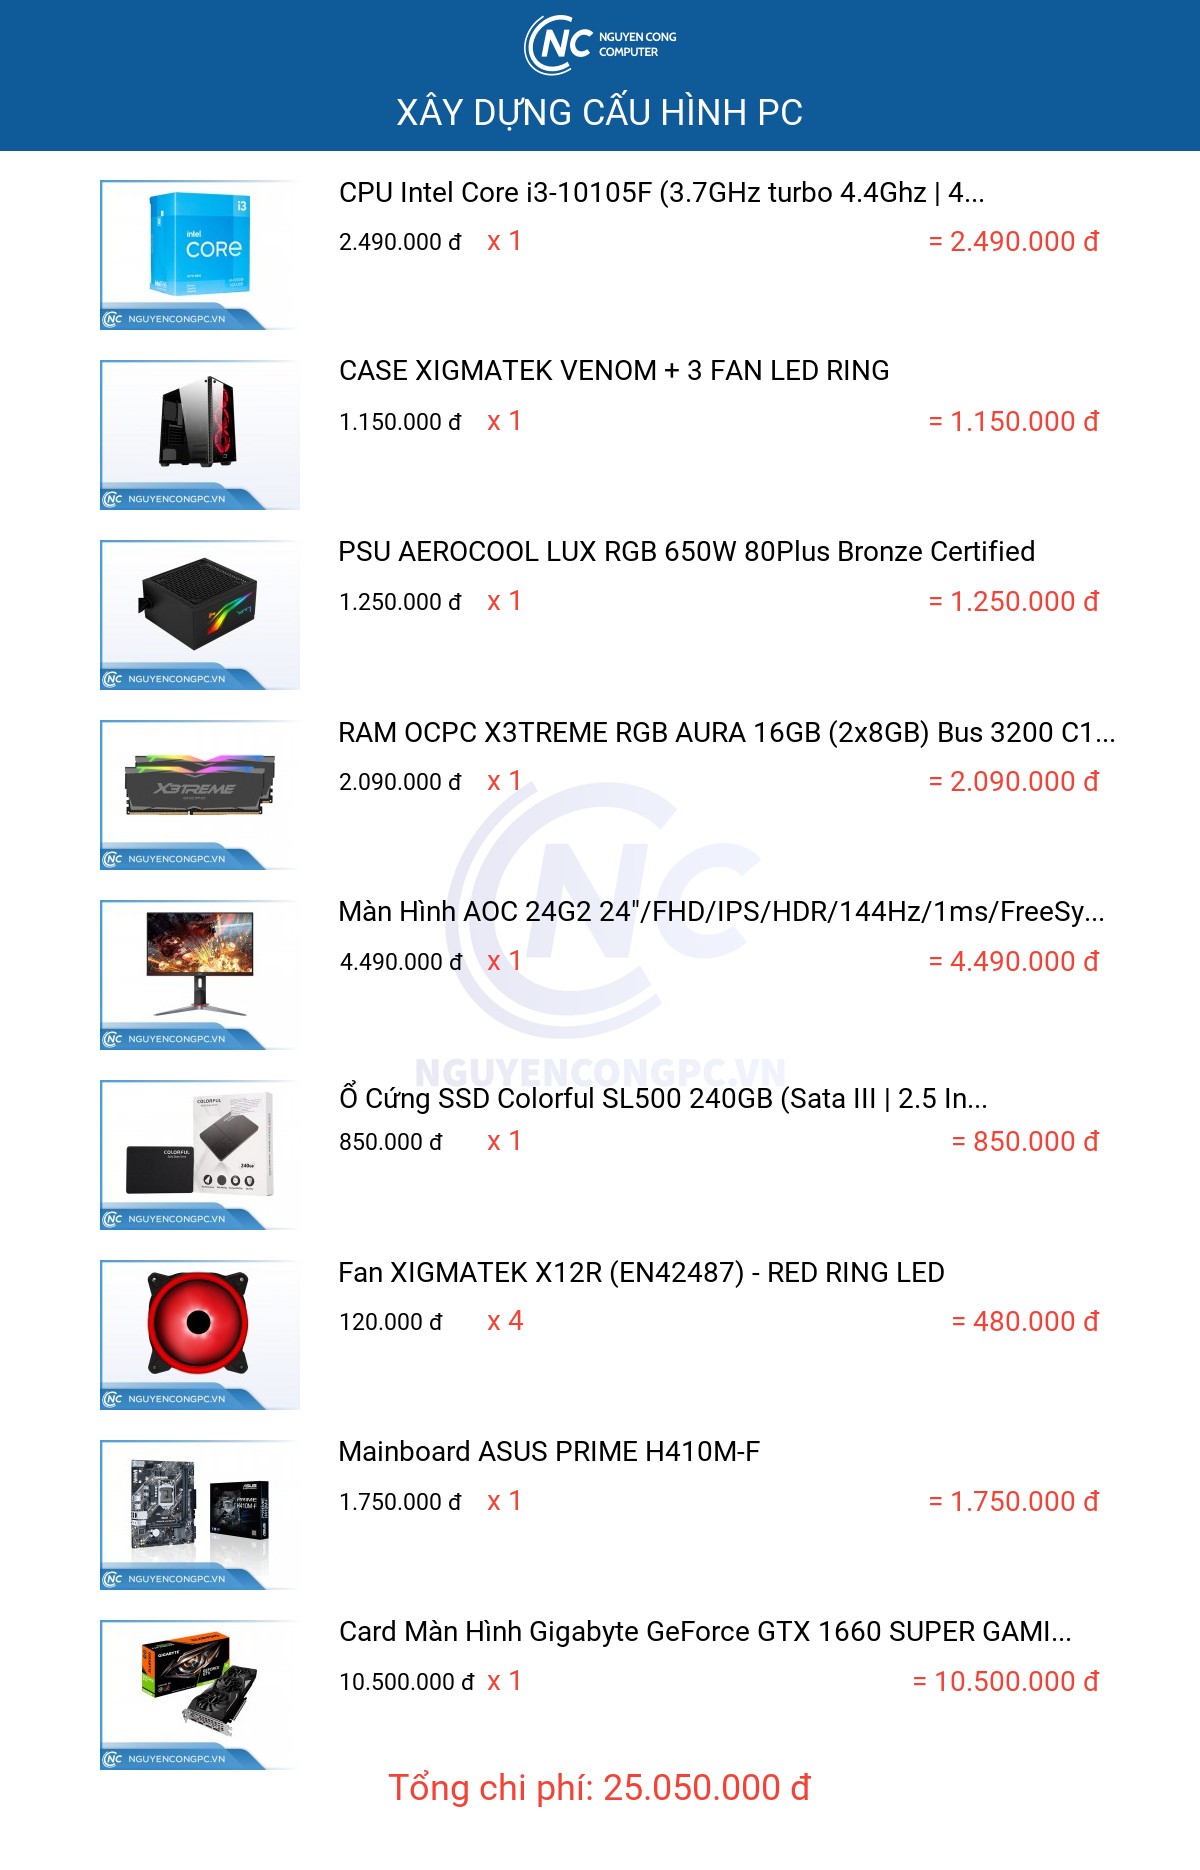 NC NGUYEN CONG
COMPUTER
XÂY DỰNG CẤU HÌNH PC
CPU Intel Core i3-10105F (3.7GHz turbo 4.4Ghz | 4...
2.490.000 đ x 1 = 2.490.000 đ
i3
intel
CORE
NC NGUYENCONGPC.VN
CASE XIGMATEK VENOM + 3 FAN LED RING
1.150.000 đ x 1 = 1.150.000 đ
NC NGUYENCONGPC.VN
PSU AEROCOOL LUX RGB 650W 80Plus Bronze Certified
1.250.000 đ x 1 = 1.250.000 đ
NC NGUYENCONGPC.VN
RAM OCPC X3TREME RGB AURA 16GB (2x8GB) Bus 3200 C1...
2.090.000 đ x 1 = 2.090.000 đ
X3TREME
NC NGUYENCONGPC.VN
Màn Hình AOC 24G2 24"/FHD/IPS/HDR/144Hz/1ms/FreeSy...
4.490.000 đ x 1 = 4.490.000 đ
NC NGUYENCONGPC.VN
NC
NGUYENCONGPC.VN
Ổ Cứng SSD Colorful SL500 240GB (Sata III | 2.5 In...
850.000 đ x 1 = 850.000 đ
COLORFUL
COLORFUL
240GB
NC NGUYENCONGPC.VN
Fan XIGMATEK X12R (EN42487) - RED RING LED
120.000 đ x 4 = 480.000 đ
NC NGUYENCONGPC.VN
Mainboard ASUS PRIME H410M-F
1.750.000 đ x 1 = 1.750.000 đ
PRIME
H410M-F
NC NGUYENCONGPC.VN
Card Màn Hình Gigabyte GeForce GTX 1660 SUPER GAMI...
10.500.000 đ x 1 = 10.500.000 đ
GIGABYTE
NC NGUYENCONGPC.VN
Tổng chi phí: 25.050.000 đ